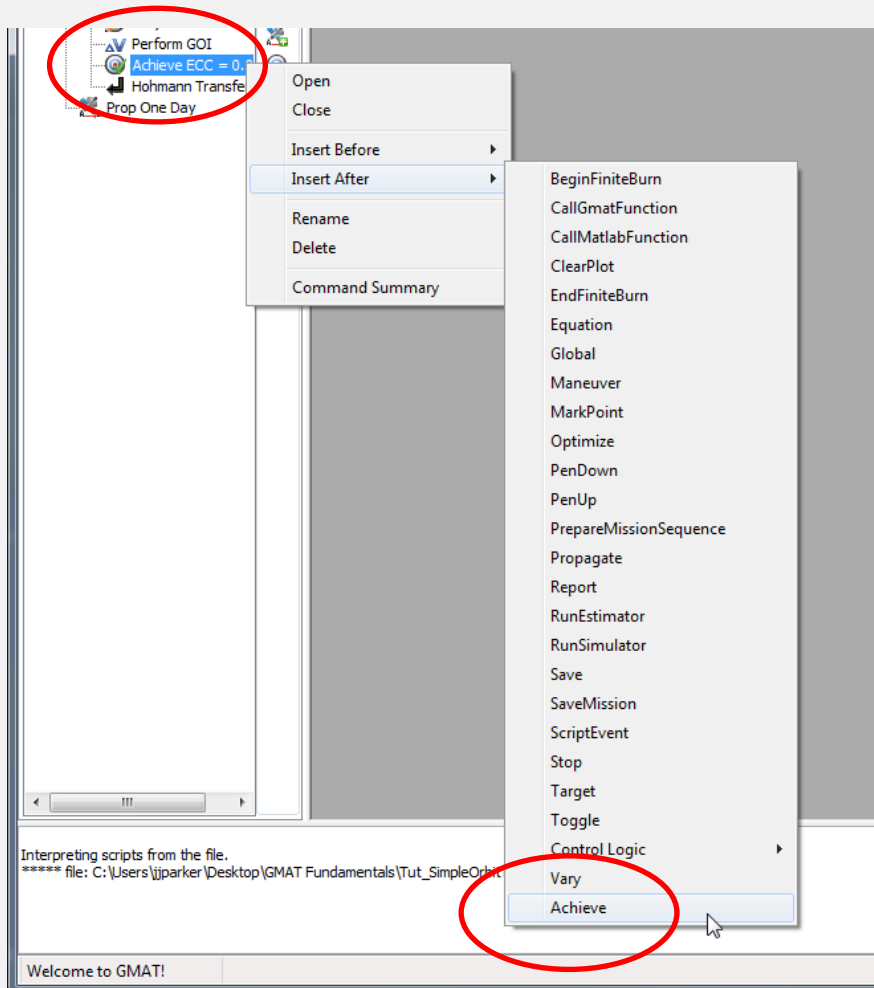 Perform GOI
Achieve ECC = 0.
Hohmann Transfe
Prop One Day
Open
Close
Insert Before
Insert After
Rename
Delete
Command Summary
BeginFiniteBurn
CallGmatFunction
CallMatlabFunction
ClearPlot
EndFiniteBurn
Equation
Global
Maneuver
MarkPoint
Optimize
PenDown
PenUp
PrepareMissionSequence
Propagate
Report
RunEstimator
RunSimulator
Save
SaveMission
ScriptEvent
Stop
Target
Toggle
Control Logic
Vary
Achieve
Interpreting scripts from the file.
***** file: C:\Users\jjparker\Desktop\GMAT Fundamentals\Tut_SimpleOrbit
Welcome to GMAT!